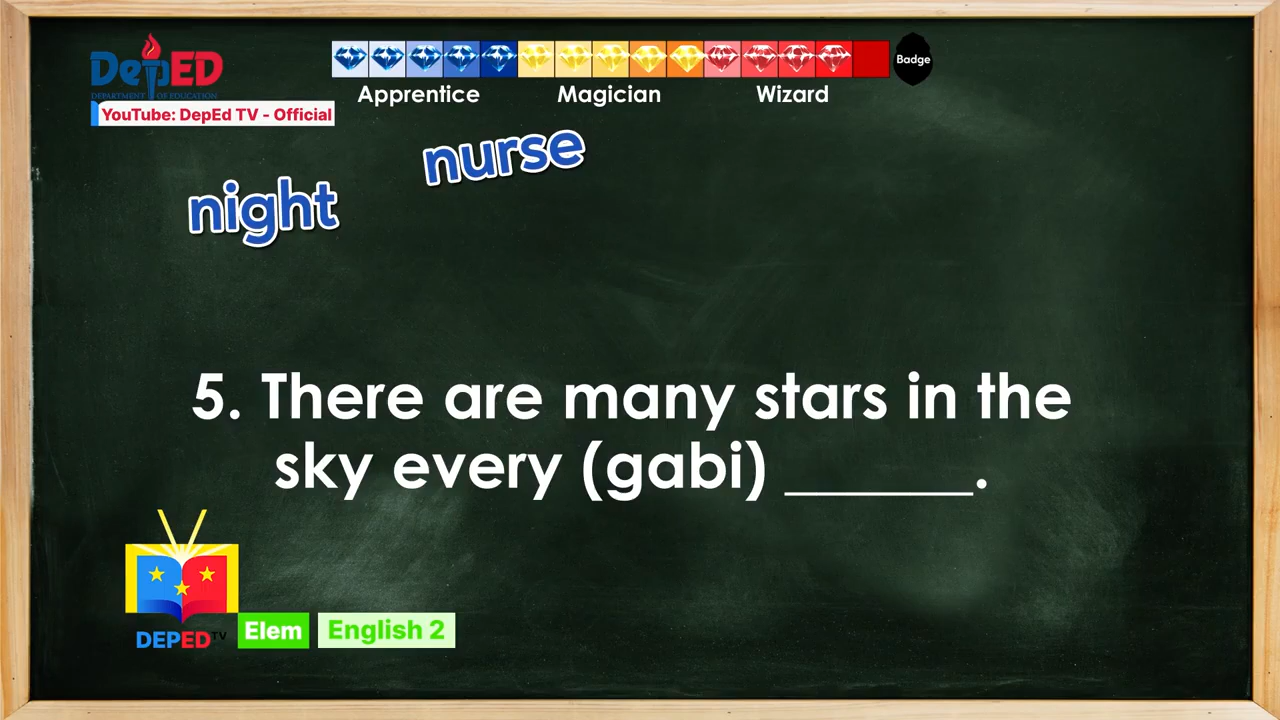 DepED
DEPARTMENT OF EDUCATION
YouTube: DepEd TV - Official
Badge
Apprentice Magician Wizard
nurse
night
5. There are many stars in the
sky every (gabi) ______.
DEPED TV
Elem English 2